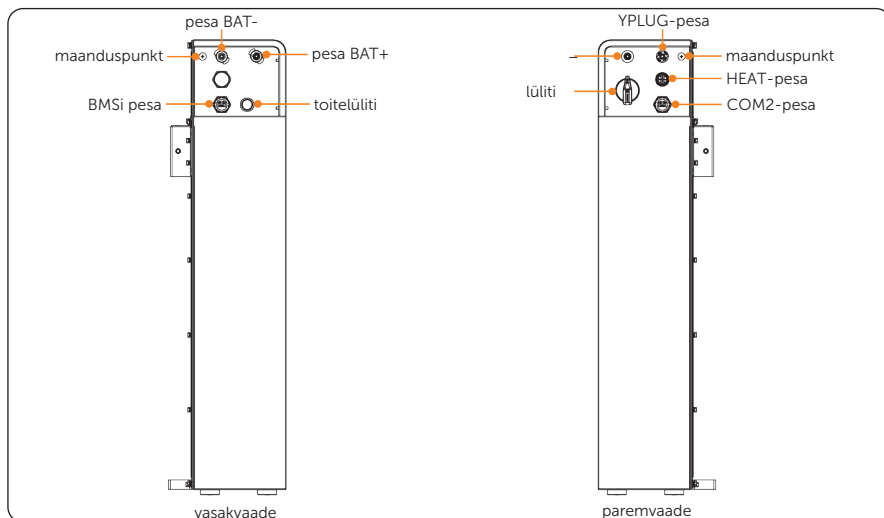 pesa BAT-
maanduspunkt
pesa BAT+
BMSi pesa
toitelüliti
vasakvaade
YPLUG-pesa
–
maanduspunkt
lüliti
HEAT-pesa
COM2-pesa
paremvaade